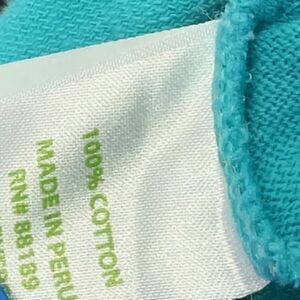 100% COTTON
MADE IN PERU
RN# 88189